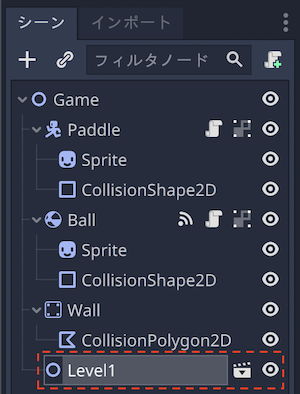 シーン インポート
フィルタノード
Game
Paddle
Sprite
CollisionShape2D
Ball
Sprite
CollisionShape2D
Wall
CollisionPolygon2D
Level1